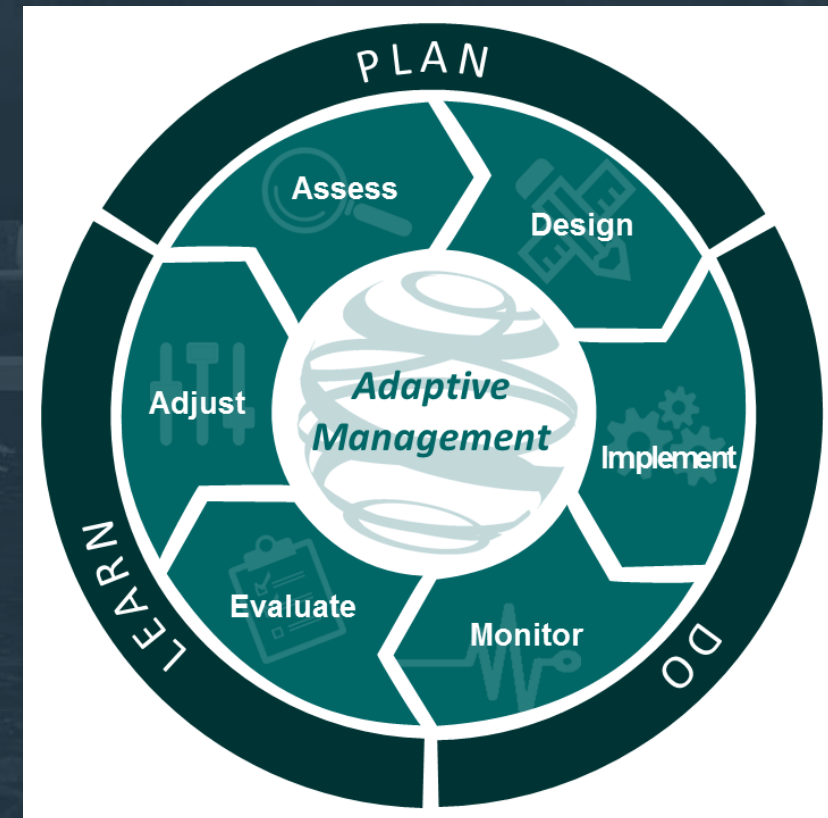 PLAN
Assess
Design
Adjust
Adaptive
Management
Implement
Evaluate
Monitor
LEARN
DO